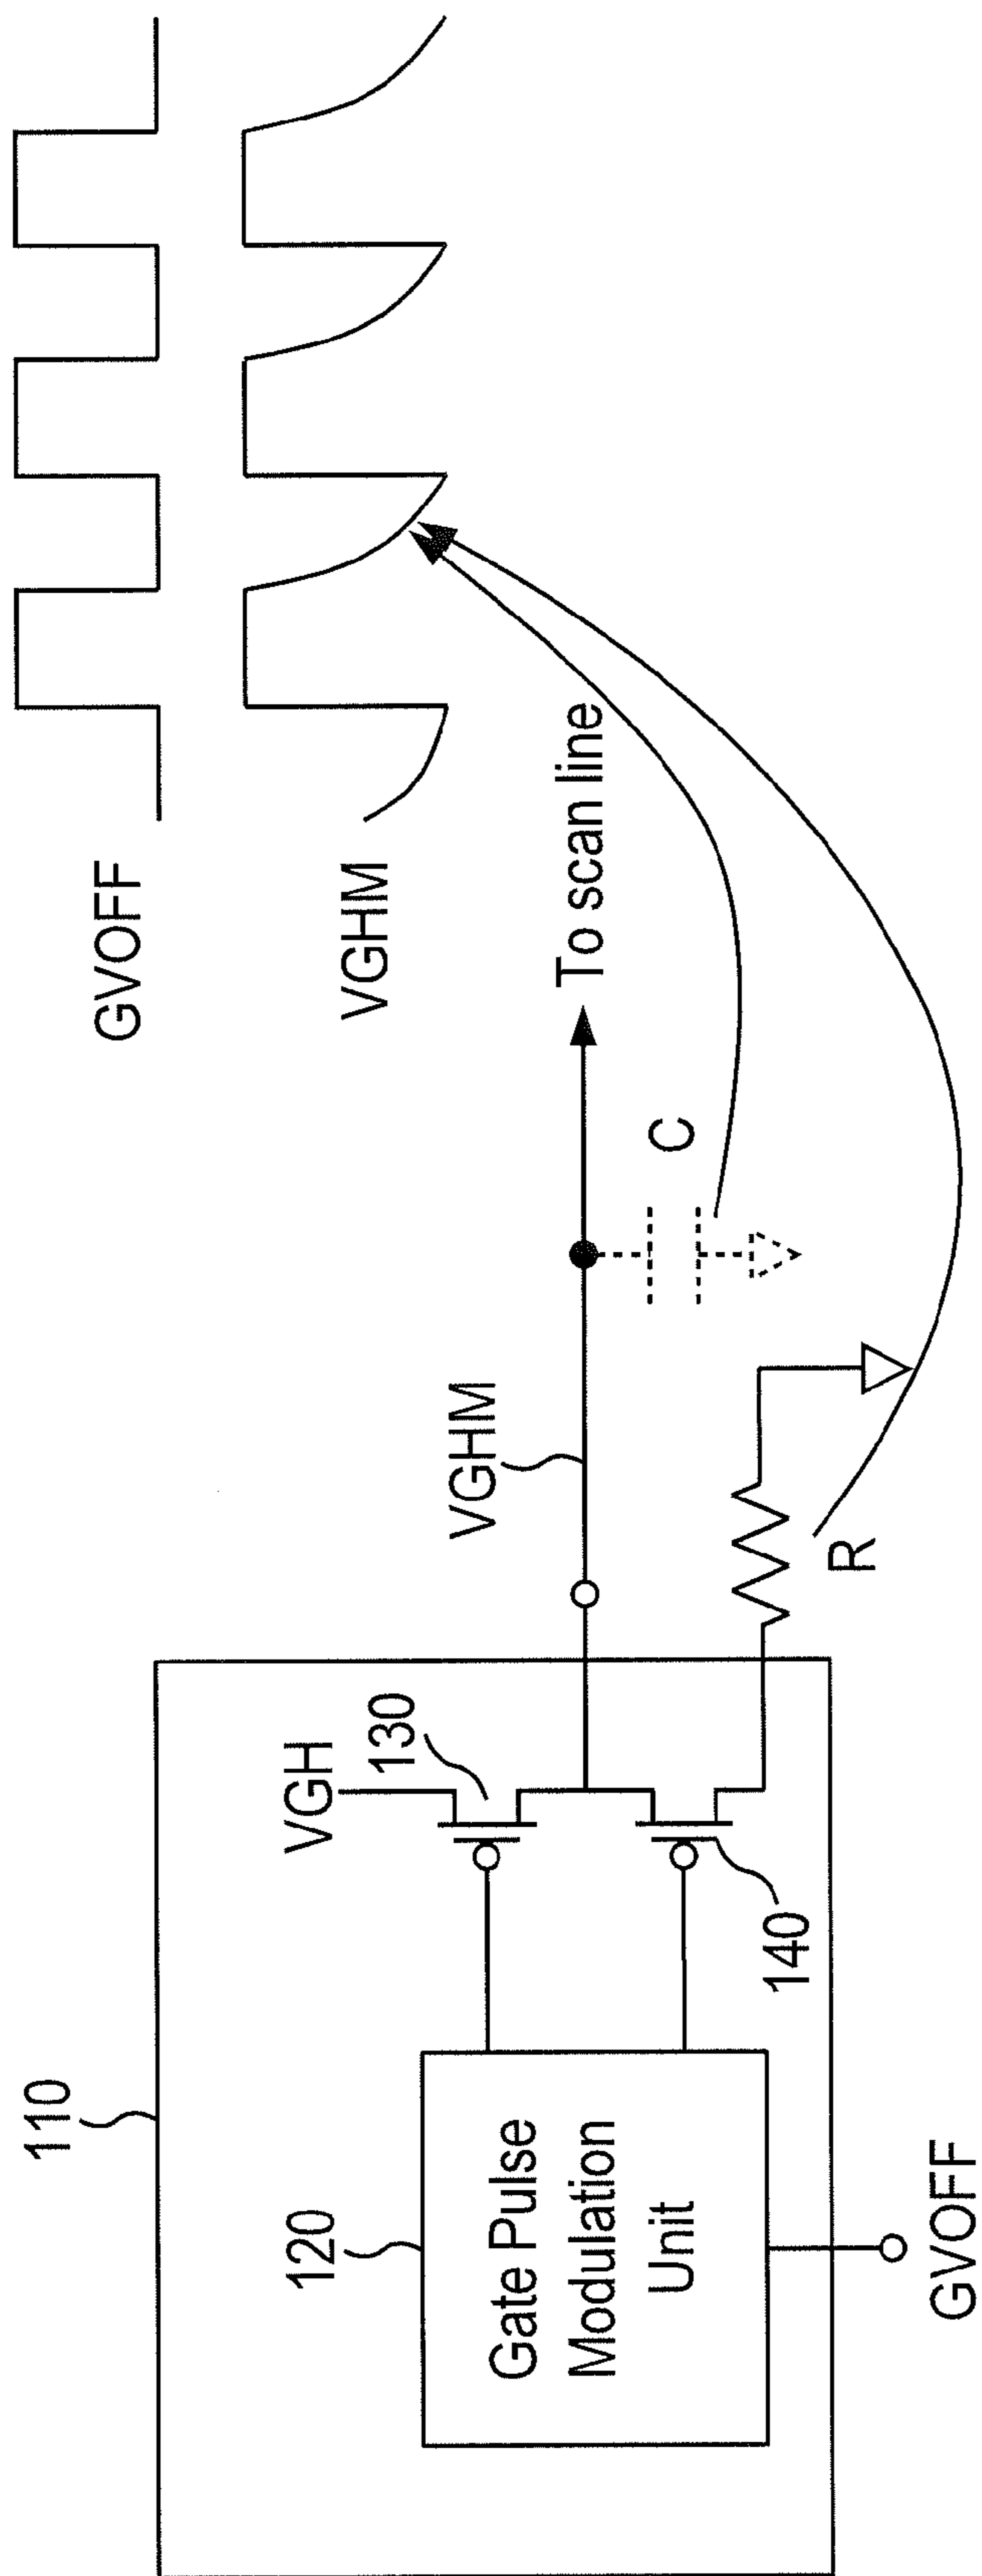 GVOFF
VGHM
110
120
Gate Pulse
Modulation
Unit
VGH
130
140
VGHM
To scan line
C
R
GVOFF